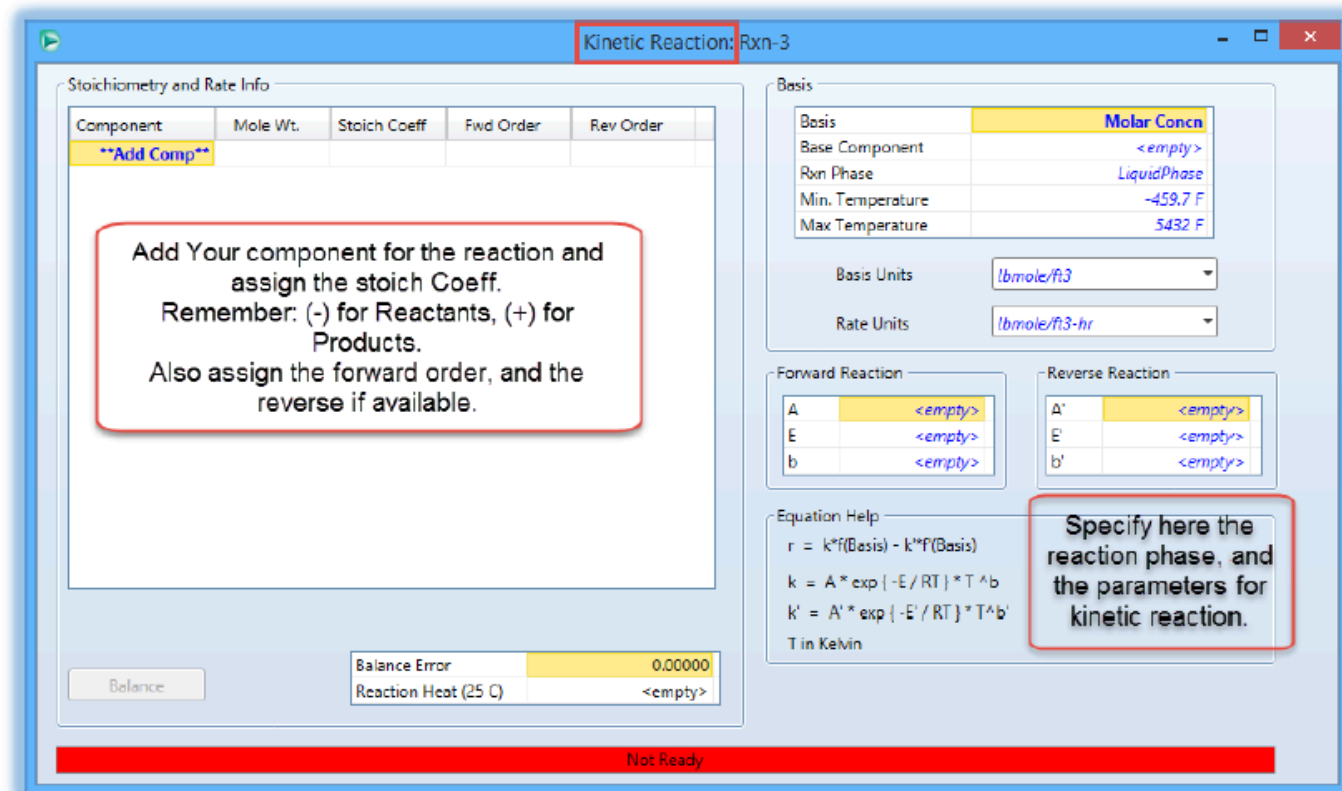 Kinetic Reaction: Rxn-3
Stoichiometry and Rate Info
Component Mole Wt. Stoich Coeff Fwd Order Rev Order
**Add Comp**
Add Your component for the reaction and
assign the stoich Coeff.
Remember: (-) for Reactants, (+) for
Products.
Also assign the forward order, and the
reverse if available.
Balance
Balance Error 0.00000
Reaction Heat (25 C) <empty>
Basis
Basis Molar Concn
Base Component <empty>
Rxn Phase LiquidPhase
Min. Temperature -459.7 F
Max Temperature 5432 F
Basis Units lbmole/ft3
Rate Units lbmole/ft3-hr
Forward Reaction
A <empty>
E <empty>
b <empty>
Reverse Reaction
A' <empty>
E' <empty>
b' <empty>
Equation Help
r = k*f(Basis) - k'*f'(Basis)
k = A * exp { -E / RT } * T ^b
k' = A' * exp { -E' / RT } * T^b'
T in Kelvin
Specify here the
reaction phase, and
the parameters for
kinetic reaction.
Not Ready